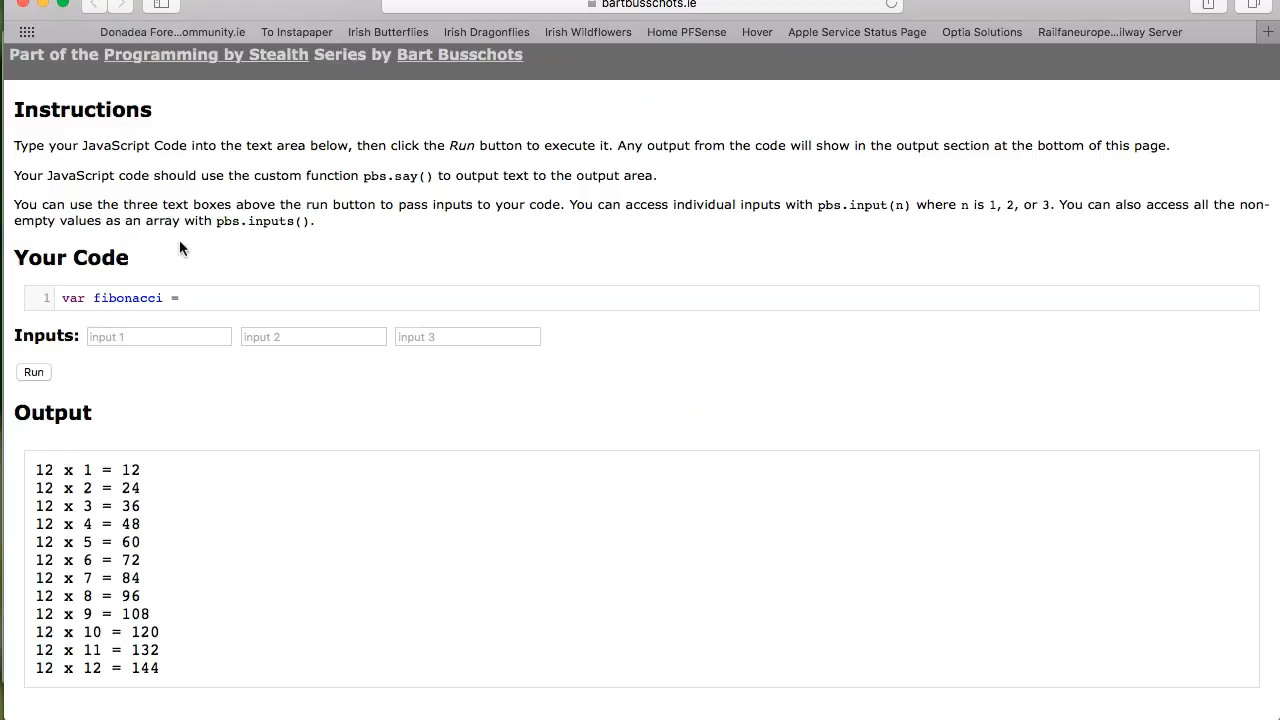 bartbusschots.ie
Donadea Fore...ommunity.ie To Instapaper Irish Butterflies Irish Dragonflies Irish Wildflowers Home PFSense Hover Apple Service Status Page Optia Solutions Railfaneurope...ilway Server
Part of the Programming by Stealth Series by Bart Busschots
Instructions
Type your JavaScript Code into the text area below, then click the Run button to execute it. Any output from the code will show in the output section at the bottom of this page.
Your JavaScript code should use the custom function pbs.say() to output text to the output area.
You can use the three text boxes above the run button to pass inputs to your code. You can access individual inputs with pbs.input(n) where n is 1, 2, or 3. You can also access all the non-
empty values as an array with pbs.inputs().
Your Code
1 var fibonacci =
Inputs: input 1 input 2 input 3
Run
Output
12 x 1 = 12
12 x 2 = 24
12 x 3 = 36
12 x 4 = 48
12 x 5 = 60
12 x 6 = 72
12 x 7 = 84
12 x 8 = 96
12 x 9 = 108
12 x 10 = 120
12 x 11 = 132
12 x 12 = 144